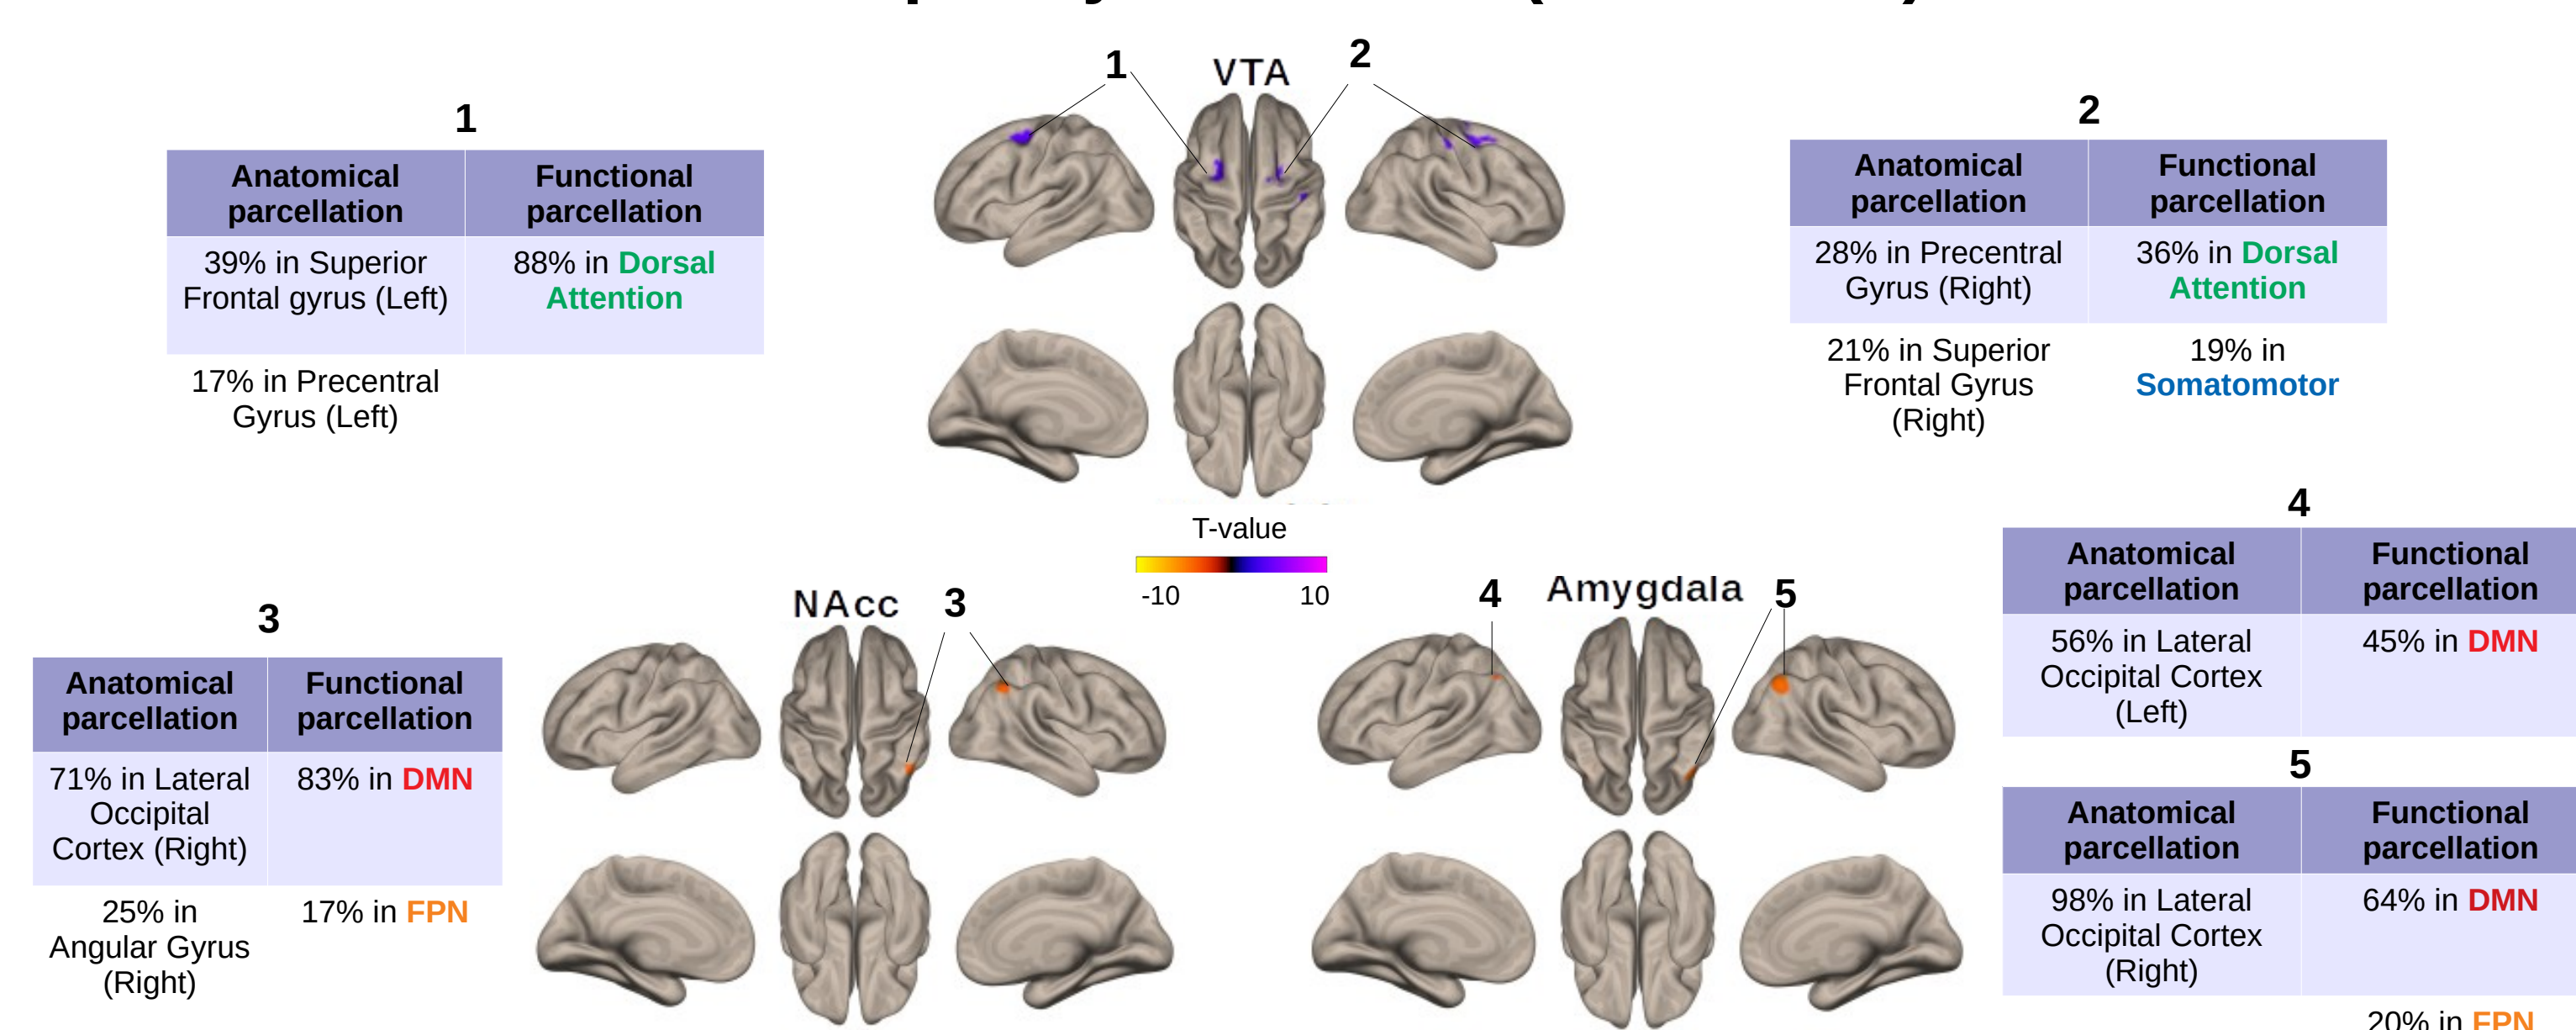 1
VTA
2
1
Anatomical parcellation
Functional parcellation
39% in Superior Frontal gyrus (Left)
88% in Dorsal Attention
17% in Precentral Gyrus (Left)
2
Anatomical parcellation
Functional parcellation
28% in Precentral Gyrus (Right)
36% in Dorsal Attention
21% in Superior Frontal Gyrus (Right)
19% in Somatomotor
T-value
-10
10
3
Anatomical parcellation
Functional parcellation
71% in Lateral Occipital Cortex (Right)
83% in DMN
25% in Angular Gyrus (Right)
17% in FPN
NAcc
3
4
Amygdala
5
4
Anatomical parcellation
Functional parcellation
56% in Lateral Occipital Cortex (Left)
45% in DMN
5
Anatomical parcellation
Functional parcellation
98% in Lateral Occipital Cortex (Right)
64% in DMN
20% in FPN